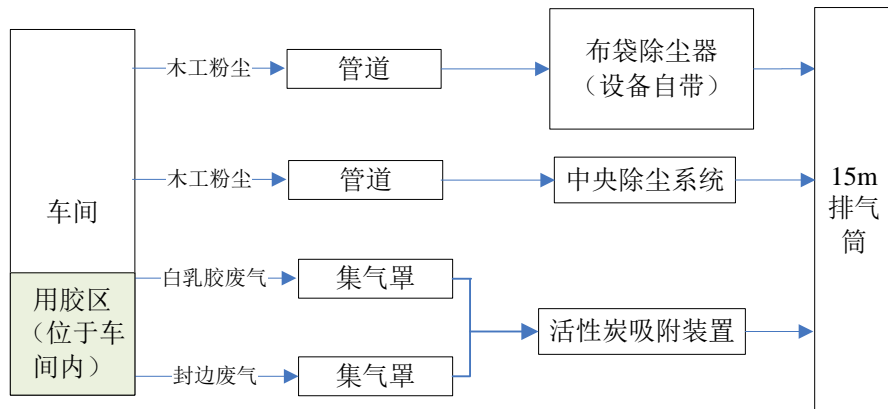 车间
用胶区
（位于车
间内）
木工粉尘
管道
布袋除尘器
（设备自带）
木工粉尘
管道
中央除尘系统
白乳胶废气
集气罩
封边废气
集气罩
活性炭吸附装置
15m
排气
筒